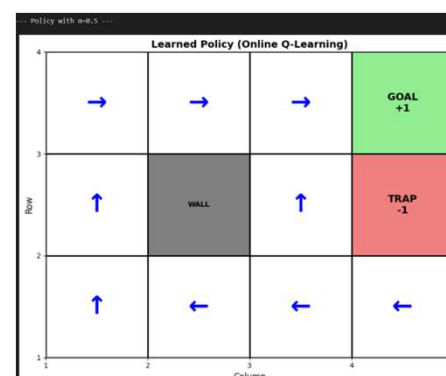 --- Policy with α=0.5 ---
Learned Policy (Online Q-Learning)
4
→ → → GOAL
+1
3
Row
↑ WALL ↑ TRAP
-1
2
↑ ← ← ←
1
1 2 3 4
Column